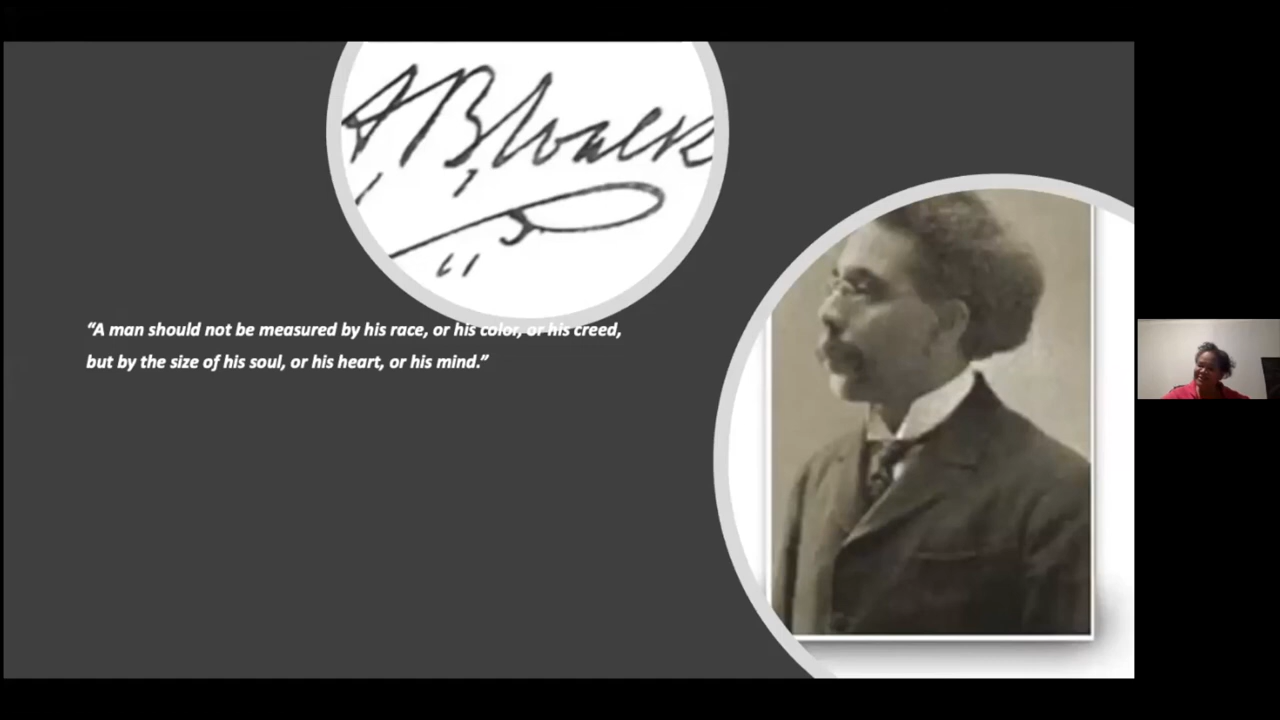 A B Walk
“A man should not be measured by his race, or his color, or his creed,
but by the size of his soul, or his heart, or his mind.”